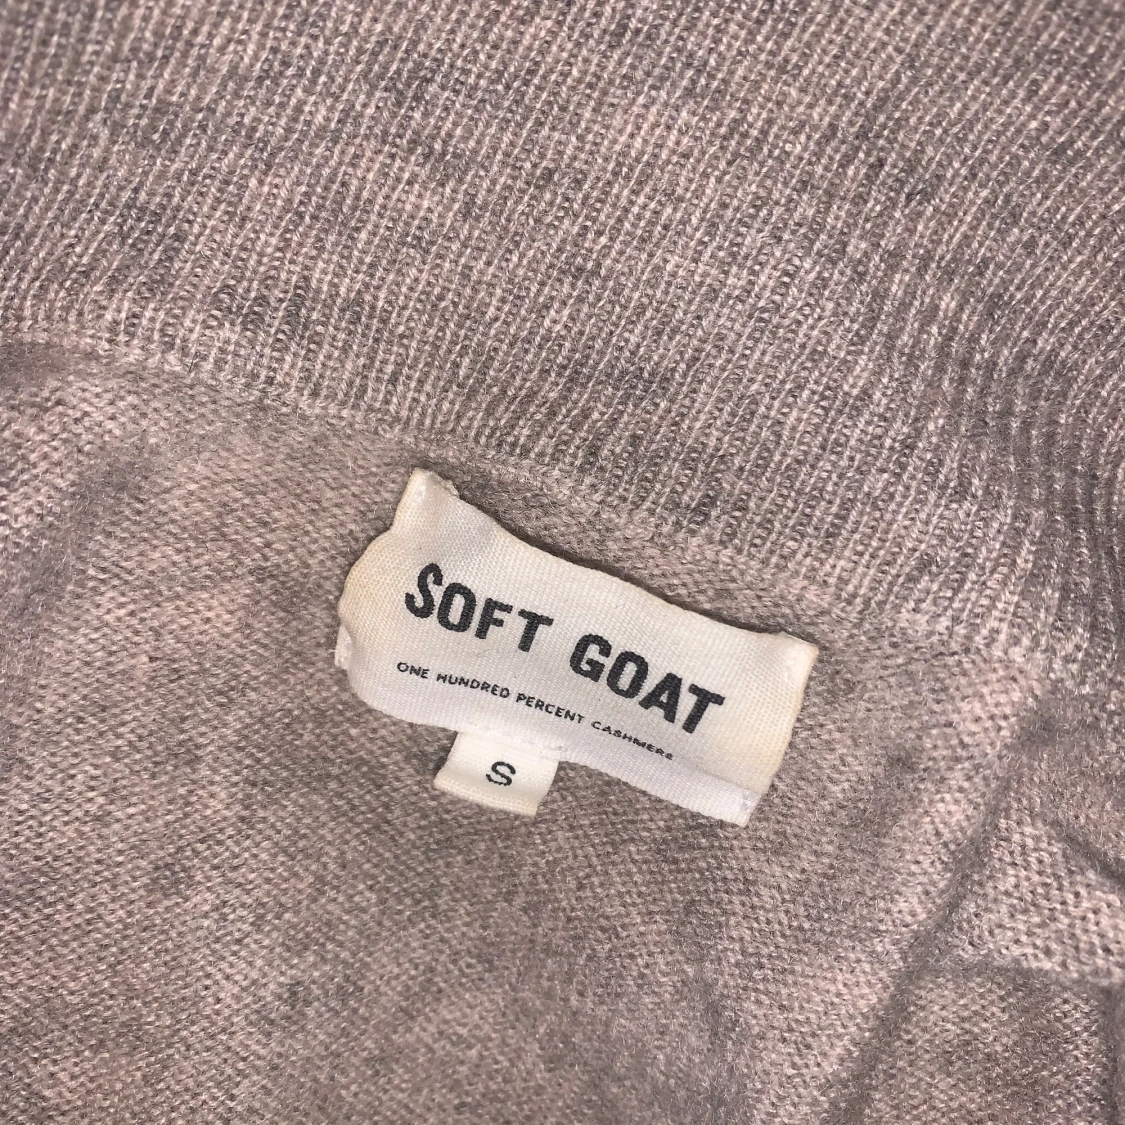 SOFT GOAT
ONE HUNDRED PERCENT CASHMERE
S